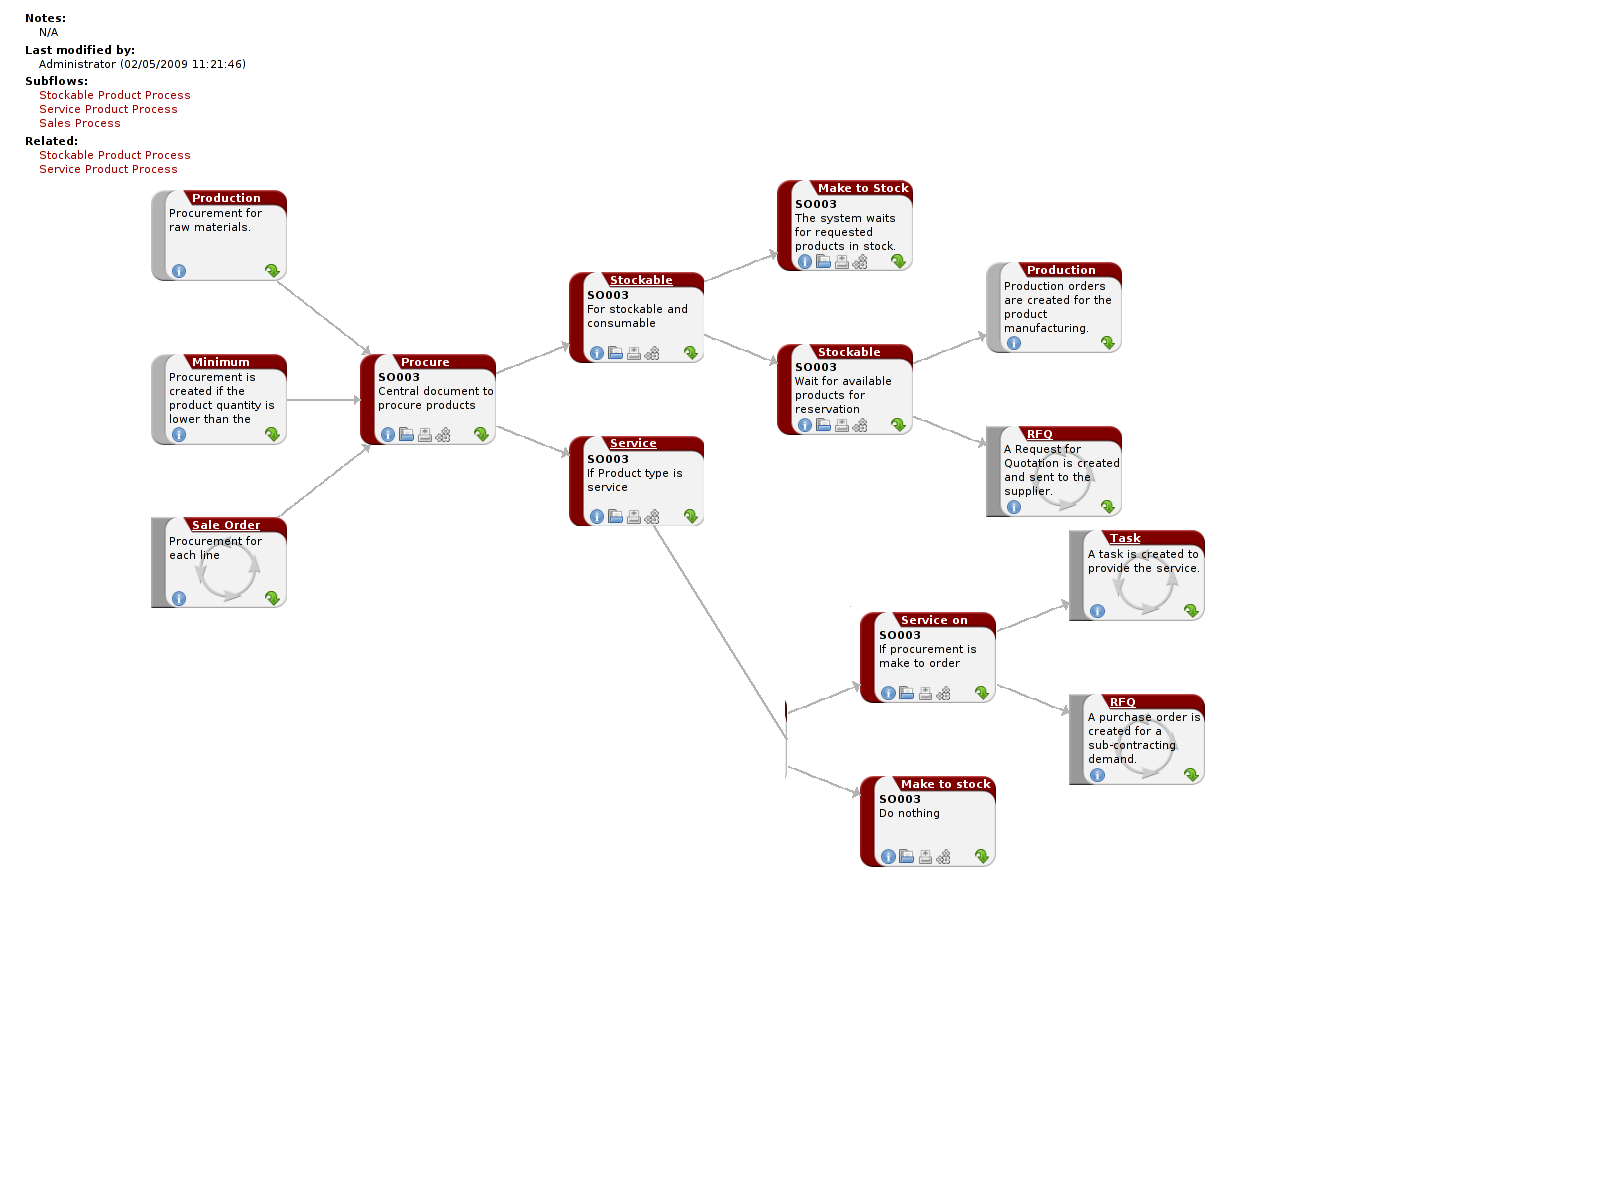 Notes:
N/A
Last modified by:
Administrator (02/05/2009 11:21:46)
Subflows:
Stockable Product Process
Service Product Process
Sales Process
Related:
Stockable Product Process
Service Product Process
Production
Procurement for
raw materials.
Minimum
Procurement is
created if the
product quantity is
lower than the
Sale Order
Procurement for
each line
Procure
SO003
Central document to
procure products
Stockable
SO003
For stockable and
consumable
Service
SO003
If Product type is
service
Make to Stock
SO003
The system waits
for requested
products in stock.
Stockable
SO003
Wait for available
products for
reservation
Production
Production orders
are created for the
product
manufacturing.
RFQ
A Request for
Quotation is created
and sent to the
supplier.
Service on
SO003
If procurement is
make to order
Make to stock
SO003
Do nothing
Task
A task is created to
provide the service.
RFQ
A purchase order is
created for a
sub-contracting
demand.